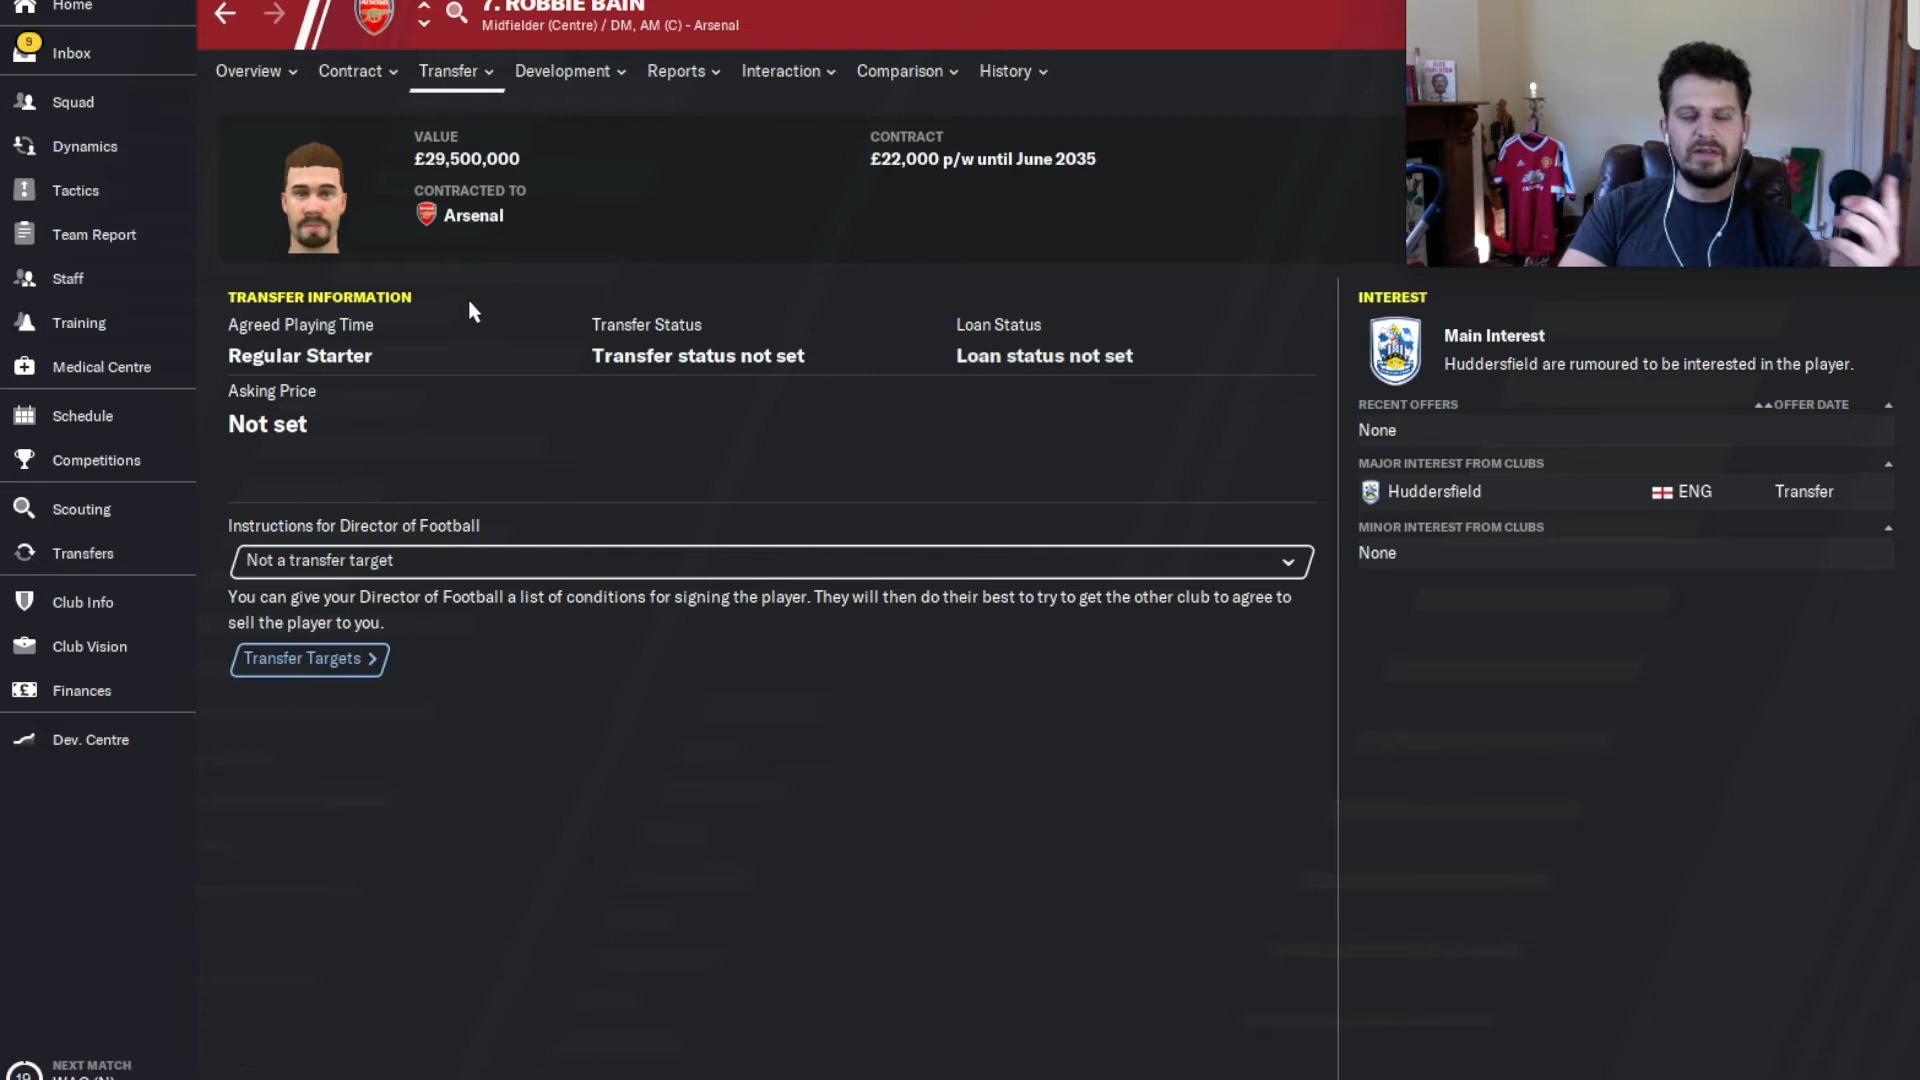 Home
9
Inbox
Squad
Dynamics
Tactics
Team Report
Staff
Training
Medical Centre
Schedule
Competitions
Scouting
Transfers
Club Info
Club Vision
Finances
Dev. Centre
NEXT MATCH
19
7. ROBBIE BAIN
Midfielder (Centre) / DM, AM (C) - Arsenal
Overview
Contract
Transfer
Development
Reports
Interaction
Comparison
History
VALUE
£29,500,000
CONTRACTED TO
Arsenal
CONTRACT
£22,000 p/w until June 2035
TRANSFER INFORMATION
Agreed Playing Time
Regular Starter
Transfer Status
Transfer status not set
Loan Status
Loan status not set
Asking Price
Not set
Instructions for Director of Football
Not a transfer target
You can give your Director of Football a list of conditions for signing the player. They will then do their best to try to get the other club to agree to
sell the player to you.
Transfer Targets
INTEREST
Main Interest
Huddersfield are rumoured to be interested in the player.
RECENT OFFERS OFFER DATE
None
MAJOR INTEREST FROM CLUBS
Huddersfield ENG Transfer
MINOR INTEREST FROM CLUBS
None